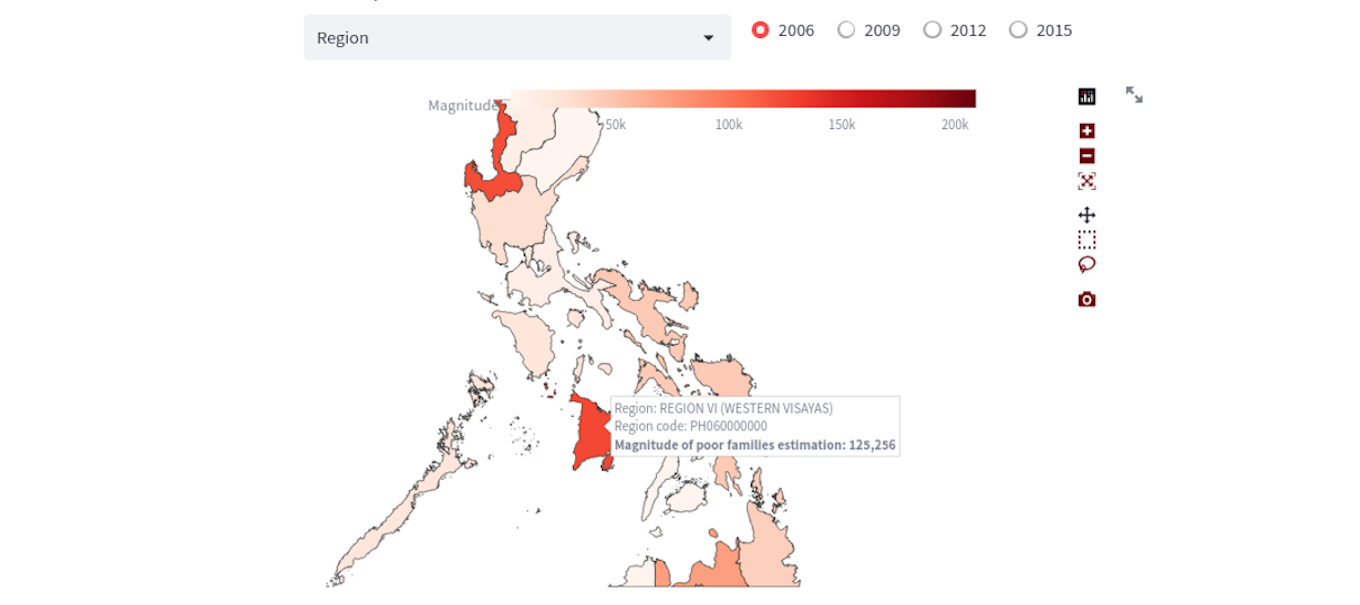 Region
2006
2009
2012
2015
Magnitude
50k
100k
150k
200k
Region: REGION VI (WESTERN VISAYAS)
Region code: PH060000000
Magnitude of poor families estimation: 125,256